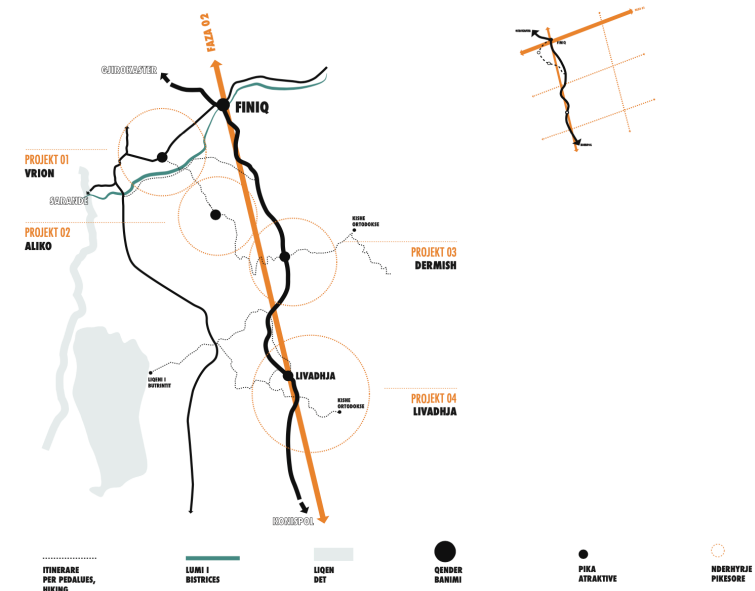 FAZA 02
GJIROKASTER
FINIQ
PROJEKT 01
VRION
SARANDE
PROJEKT 02
ALIKO
KISHE
ORTODOKSE
PROJEKT 03
DERMISH
LIQENI I
BUTRINTIT
LIVADHJA
KISHE
ORTODOKSE
PROJEKT 04
LIVADHJA
KONISPOL
FINIQ
ITINERARE
PER PEDALUES,
HIKING
LUMI I
BISTRICES
LIQEN
DET
QENDER
BANIMI
PIKA
ATRAKTIVE
NDERHYRJE
PIKESORE